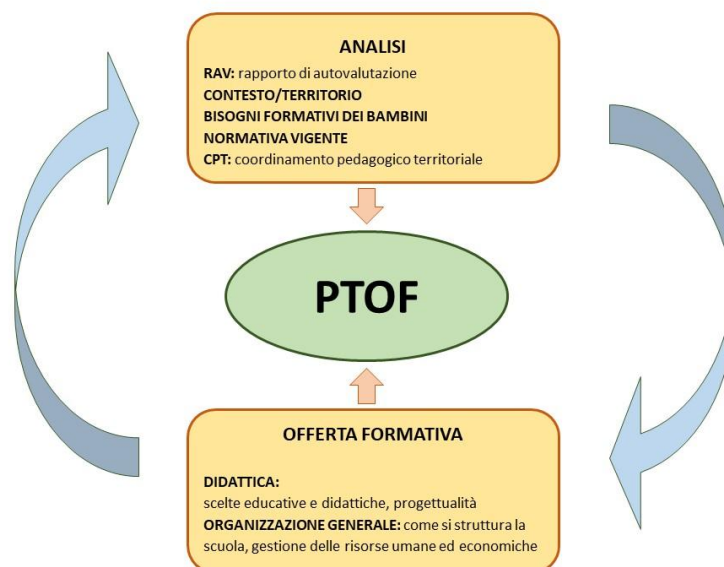 ANALISI
RAV: rapporto di autovalutazione
CONTESTO/TERRITORIO
BISOGNI FORMATIVI DEI BAMBINI
NORMATIVA VIGENTE
CPT: coordinamento pedagogico territoriale
PTOF
OFFERTA FORMATIVA
DIDATTICA:
scelte educative e didattiche, progettualità
ORGANIZZAZIONE GENERALE: come si struttura la
scuola, gestione delle risorse umane ed economiche